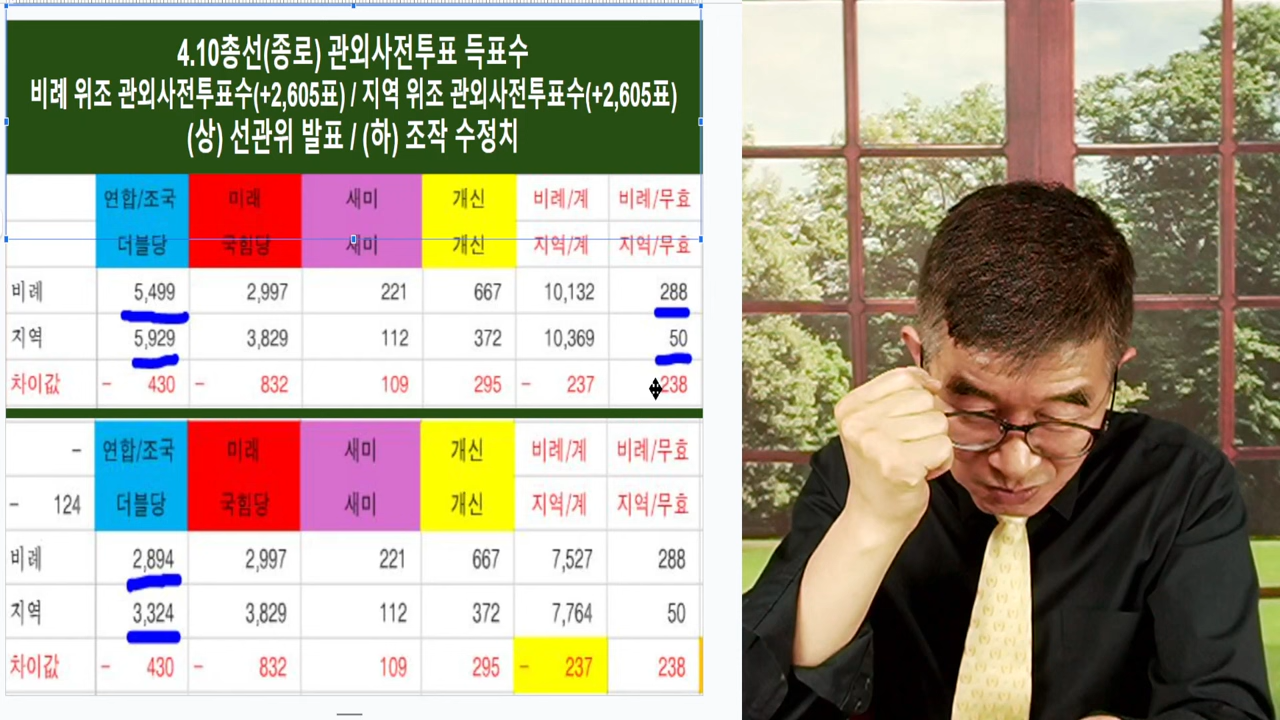 4.10총선(종로) 관외사전투표 득표수
비례 위조 관외사전투표수(+2,605표) / 지역 위조 관외사전투표수(+2,605표)
(상) 선관위 발표 / (하) 조작 수정치
연합/조국 미래 새미 개신 비례/계 비례/무효
더블당 국힘당 새미 개신 지역/계 지역/무효
비례 5,499 2,997 221 667 10,132 288
지역 5,929 3,829 112 372 10,369 50
차이값 - 430 - 832 109 295 - 237 238
- 연합/조국 미래 새미 개신 비례/계 비례/무효
- 124 더블당 국힘당 새미 개신 지역/계 지역/무효
비례 2,894 2,997 221 667 7,527 288
지역 3,324 3,829 112 372 7,764 50
차이값 - 430 - 832 109 295 - 237 238